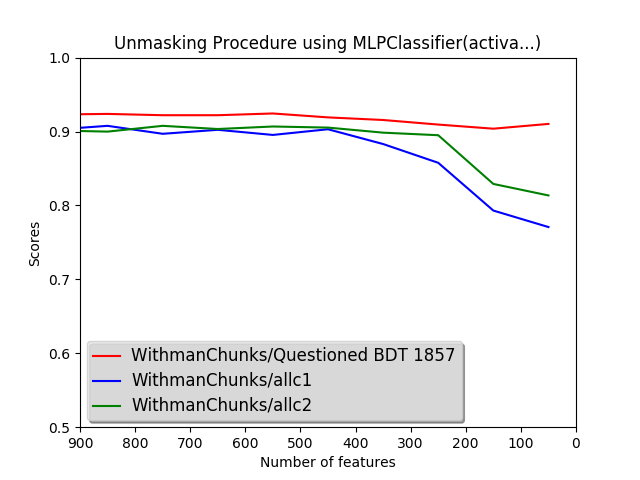 Unmasking Procedure using MLPClassifier(activa...)
1.0
0.9
0.8
0.7
0.6
0.5
Scores
WithmanChunks/Questioned BDT 1857
WithmanChunks/allc1
WithmanChunks/allc2
900 800 700 600 500 400 300 200 100 0
Number of features